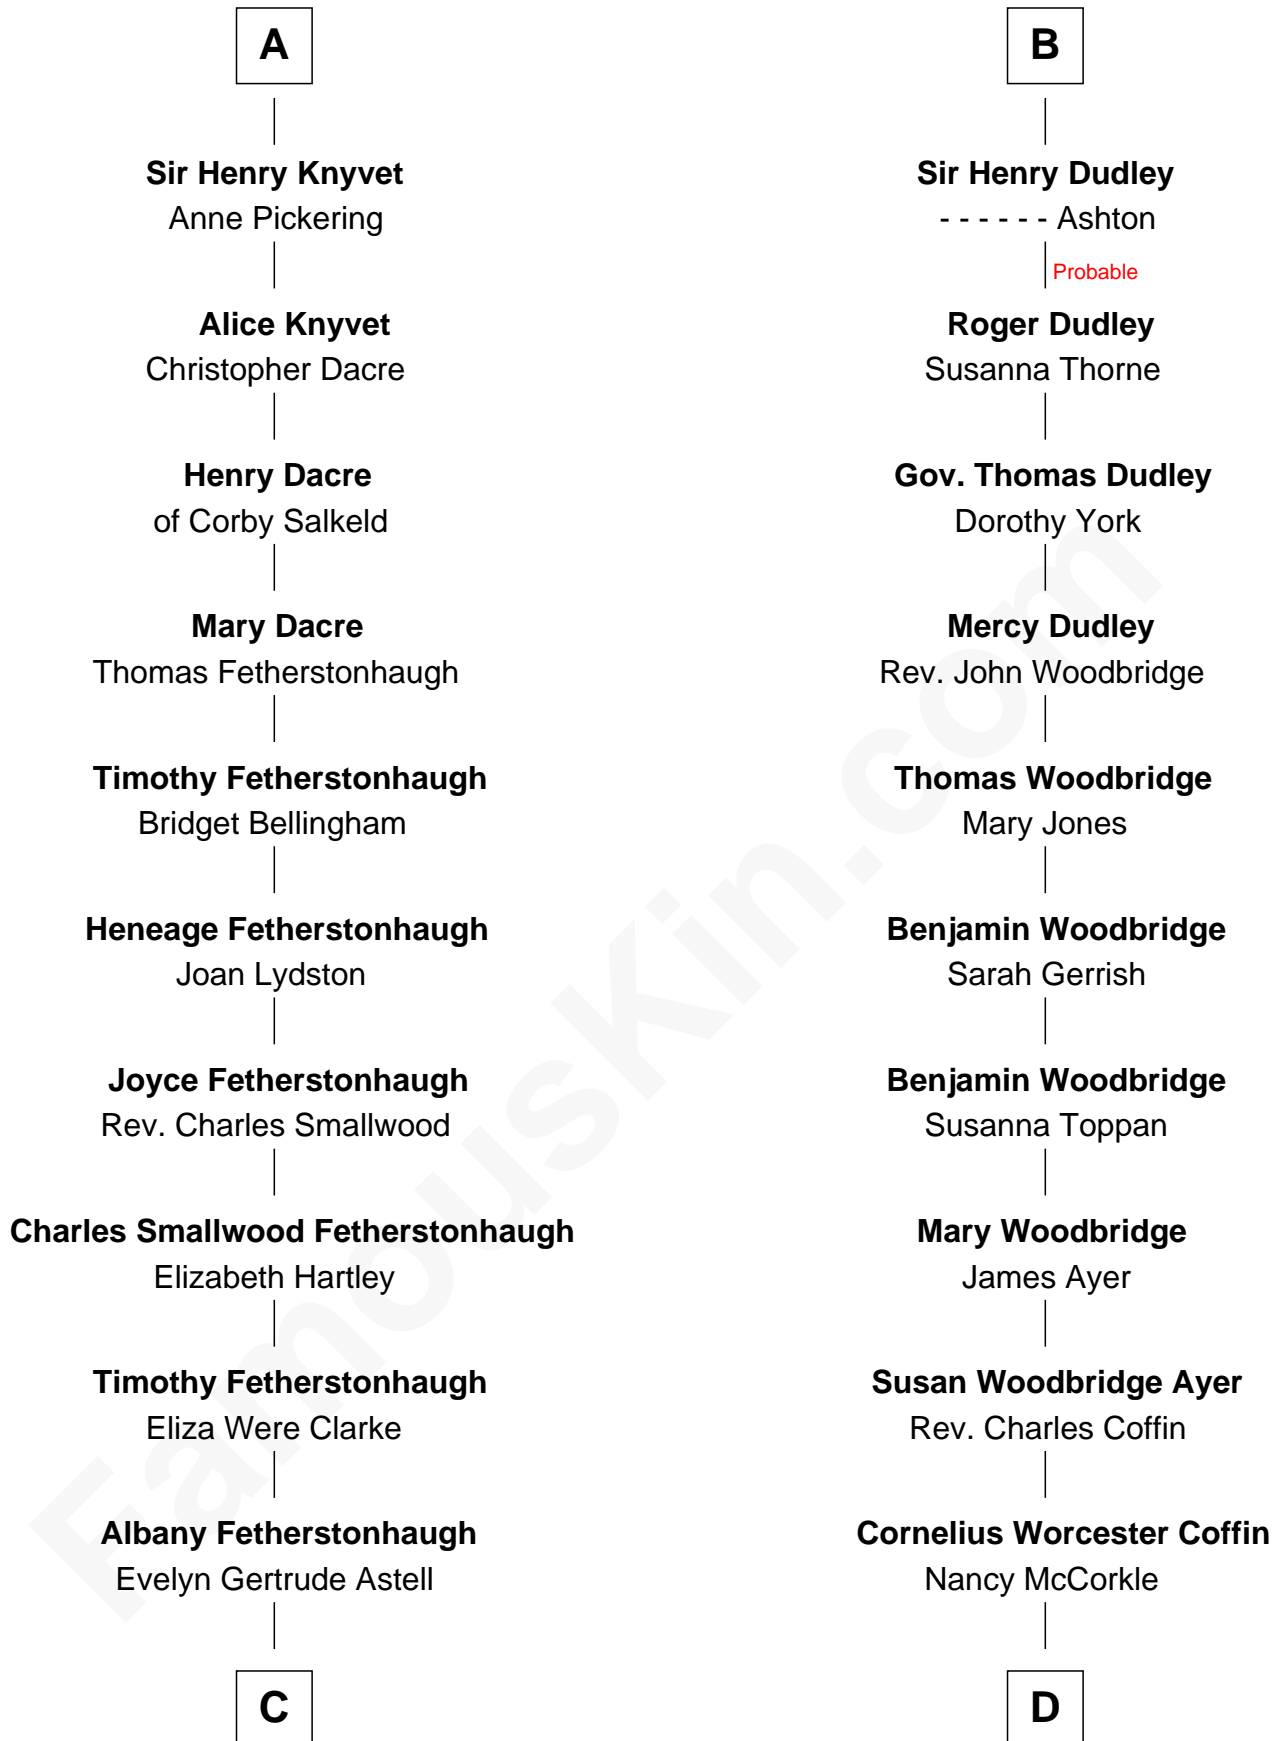 A
Sir Henry Knyvet
Anne Pickering
Alice Knyvet
Christopher Dacre
Henry Dacre
of Corby Salkeld
Mary Dacre
Thomas Fetherstonhaugh
Timothy Fetherstonhaugh
Bridget Bellingham
Heneage Fetherstonhaugh
Joan Lydston
Joyce Fetherstonhaugh
Rev. Charles Smallwood
Charles Smallwood Fetherstonhaugh
Elizabeth Hartley
Timothy Fetherstonhaugh
Eliza Were Clarke
Albany Fetherstonhaugh
Evelyn Gertrude Astell
C
B
Sir Henry Dudley
- - - - - - Ashton
Probable
Roger Dudley
Susanna Thorne
Gov. Thomas Dudley
Dorothy York
Mercy Dudley
Rev. John Woodbridge
Thomas Woodbridge
Mary Jones
Benjamin Woodbridge
Sarah Gerrish
Benjamin Woodbridge
Susanna Toppan
Mary Woodbridge
James Ayer
Susan Woodbridge Ayer
Rev. Charles Coffin
Cornelius Worcester Coffin
Nancy McCorkle
D
FamousKin.com